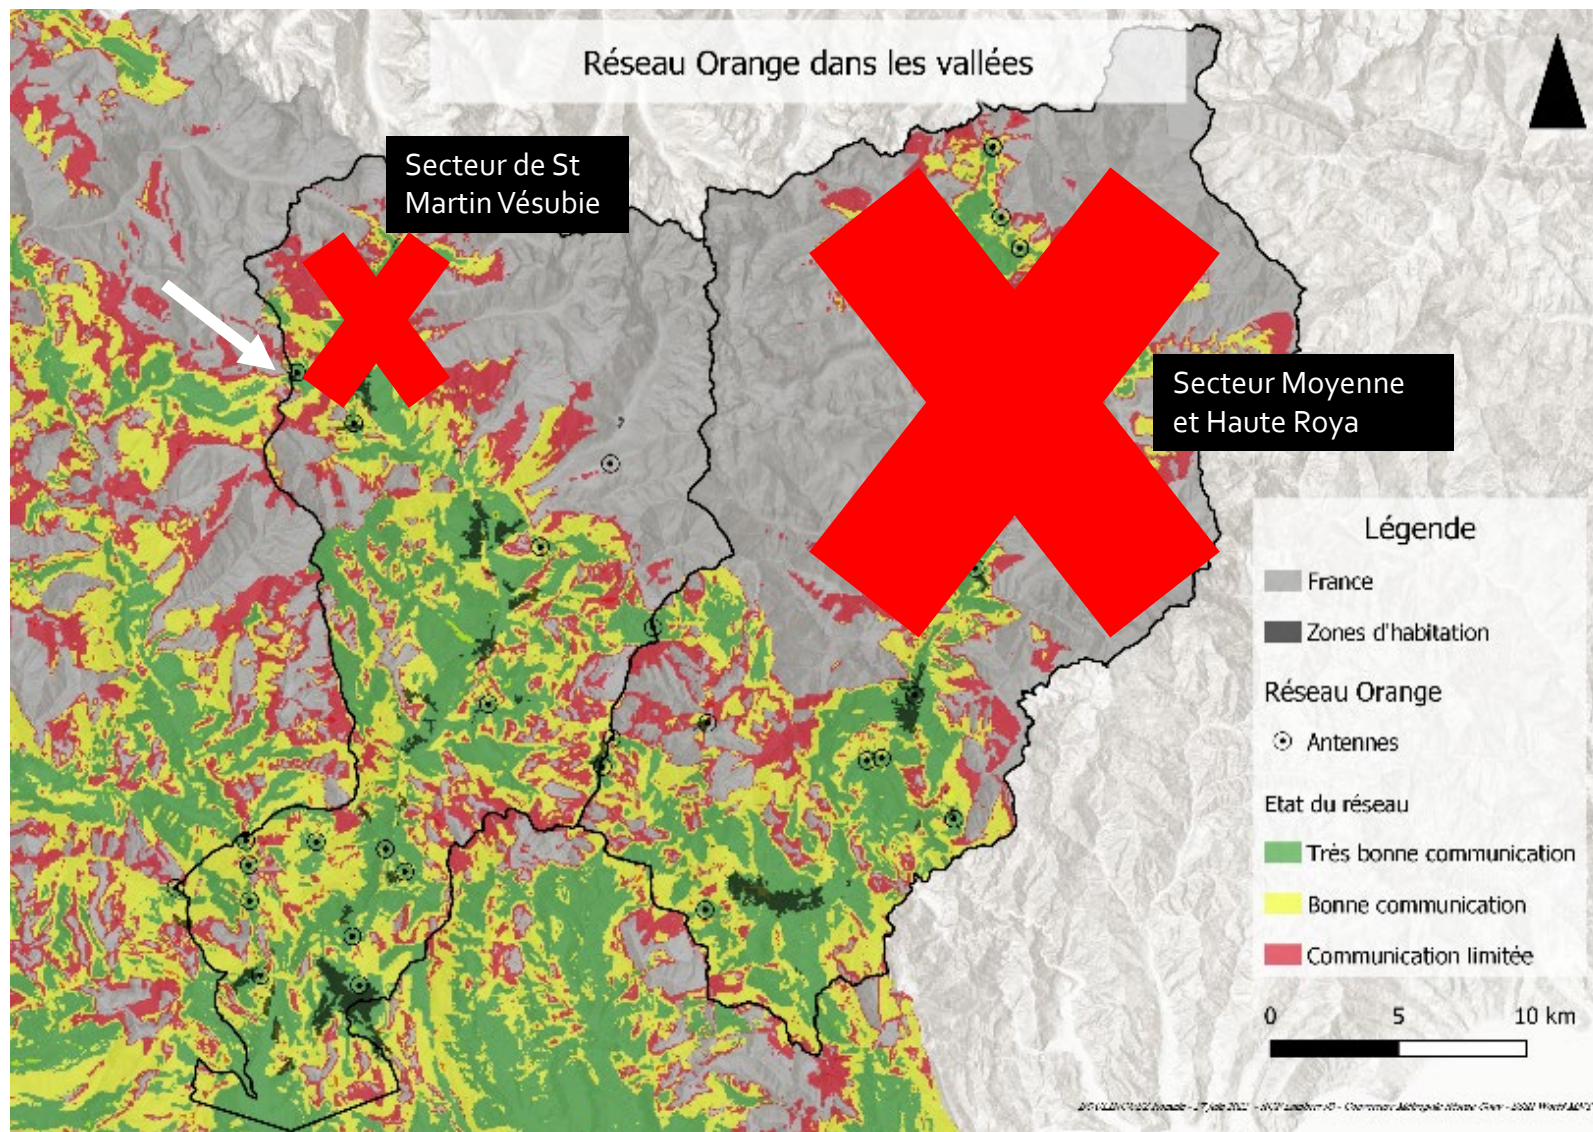 Réseau Orange dans les vallées
Secteur de St
Martin Vésubie
Secteur Moyenne
et Haute Roya
Légende
France
Zones d'habitation
Réseau Orange
Antennes
Etat du réseau
Très bonne communication
Bonne communication
Communication limitée
0 5 10 km